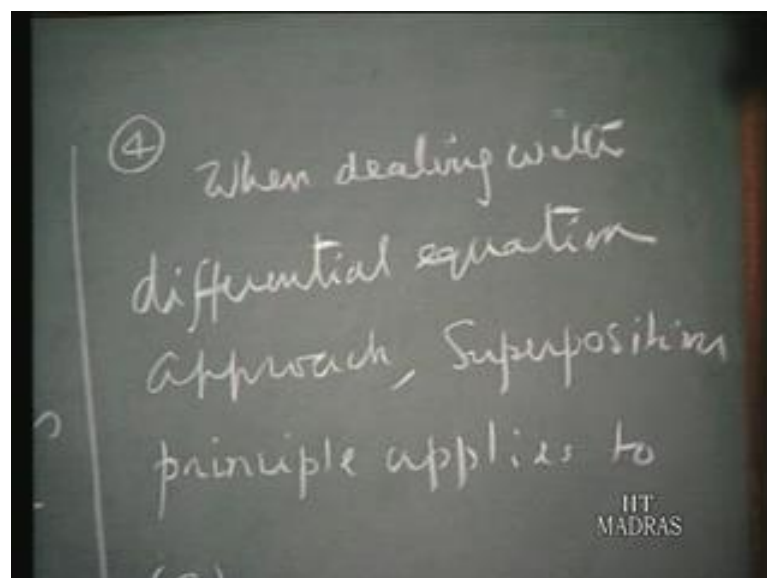 ④ When dealing with
differential equation
approach, Superposition
principle applies to
IIT
MADRAS